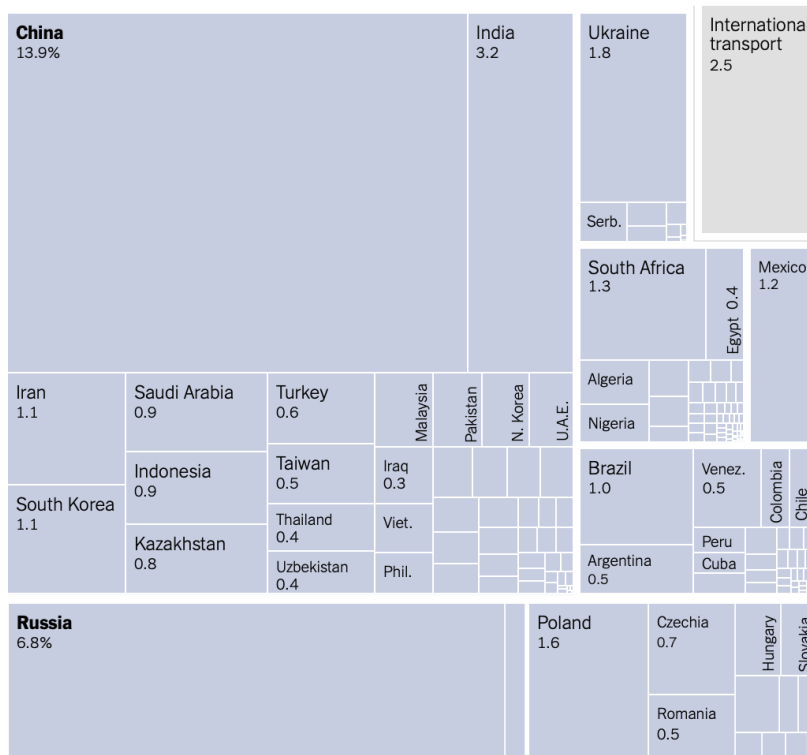 China
13.9%
India
3.2
Ukraine
1.8
Internationa
transport
2.5
Serb.
South Africa
1.3
Egypt 0.4
Mexico
1.2
Algeria
Nigeria
Iran
1.1
Saudi Arabia
0.9
Turkey
0.6
Malaysia
Pakistan
N. Korea
U.A.E.
Indonesia
0.9
Taiwan
0.5
Iraq
0.3
South Korea
1.1
Kazakhstan
0.8
Thailand
0.4
Viet.
Uzbekistan
0.4
Phil.
Brazil
1.0
Venez.
0.5
Colombia
Chile
Peru
Cuba
Argentina
0.5
Russia
6.8%
Poland
1.6
Czechia
0.7
Hungary
Slovakia
Romania
0.5